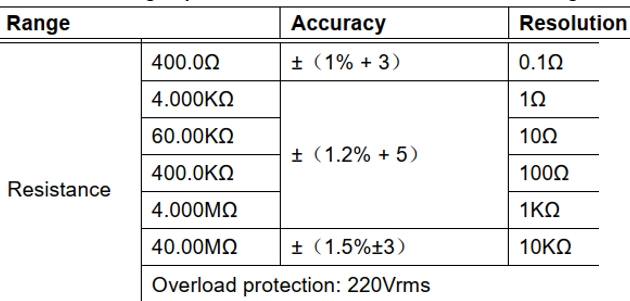 Range Accuracy Resolution
400.0Ω ±（1% + 3） 0.1Ω
4.000KΩ 1Ω
60.00KΩ 10Ω
±（1.2% + 5）
400.0KΩ 100Ω
Resistance
4.000MΩ 1KΩ
40.00MΩ ±（1.5%±3） 10KΩ
Overload protection: 220Vrms